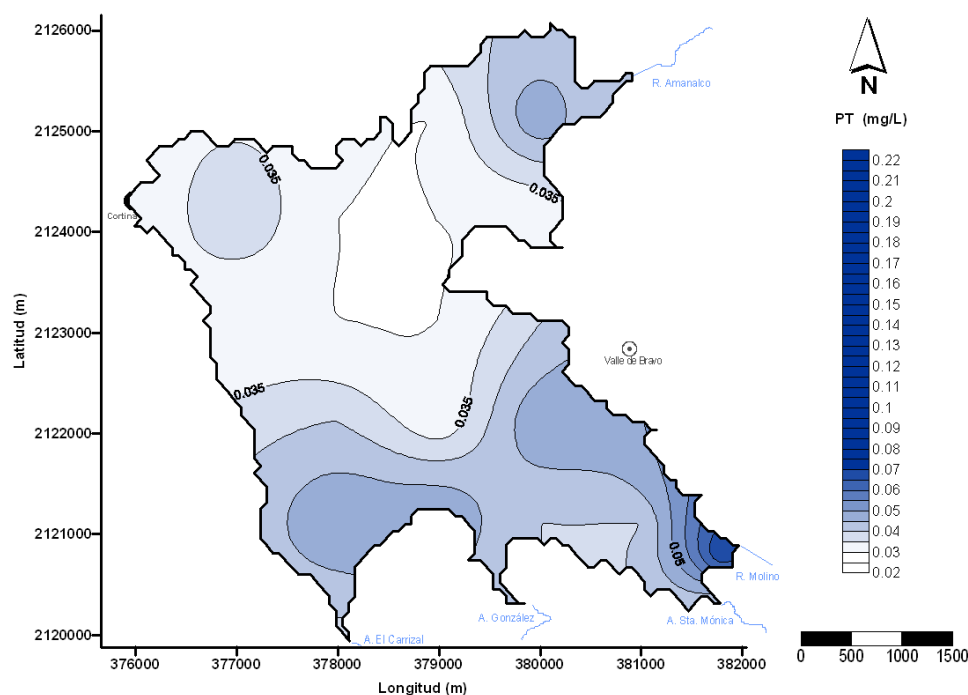 2126000
2125000
2124000
2123000
2122000
2121000
2120000
Latitud (m)
376000 377000 378000 379000 380000 381000 382000
Longitud (m)
R. Amanalco
Cortina
Valle de Bravo
R. Molino
A. Sta. Mónica
A. González
A. El Carrizal
0.035
0.035
0.035
0.035
0.05
N
PT (mg/L)
0.22
0.21
0.2
0.19
0.18
0.17
0.16
0.15
0.14
0.13
0.12
0.11
0.1
0.09
0.08
0.07
0.06
0.05
0.04
0.03
0.02
0 500 1000 1500